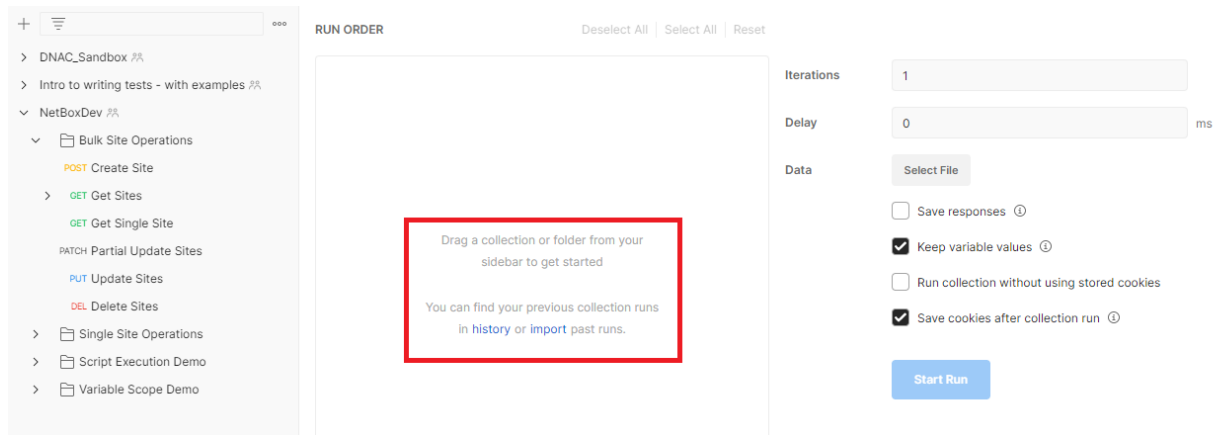 DNAC_Sandbox
Intro to writing tests - with examples
NetBoxDev
Bulk Site Operations
POST Create Site
GET Get Sites
GET Get Single Site
PATCH Partial Update Sites
PUT Update Sites
DEL Delete Sites
Single Site Operations
Script Execution Demo
Variable Scope Demo
RUN ORDER
Deselect All Select All Reset
Drag a collection or folder from your
sidebar to get started
You can find your previous collection runs
in history or import past runs.
Iterations 1
Delay 0 ms
Data Select File
Save responses
Keep variable values
Run collection without using stored cookies
Save cookies after collection run
Start Run